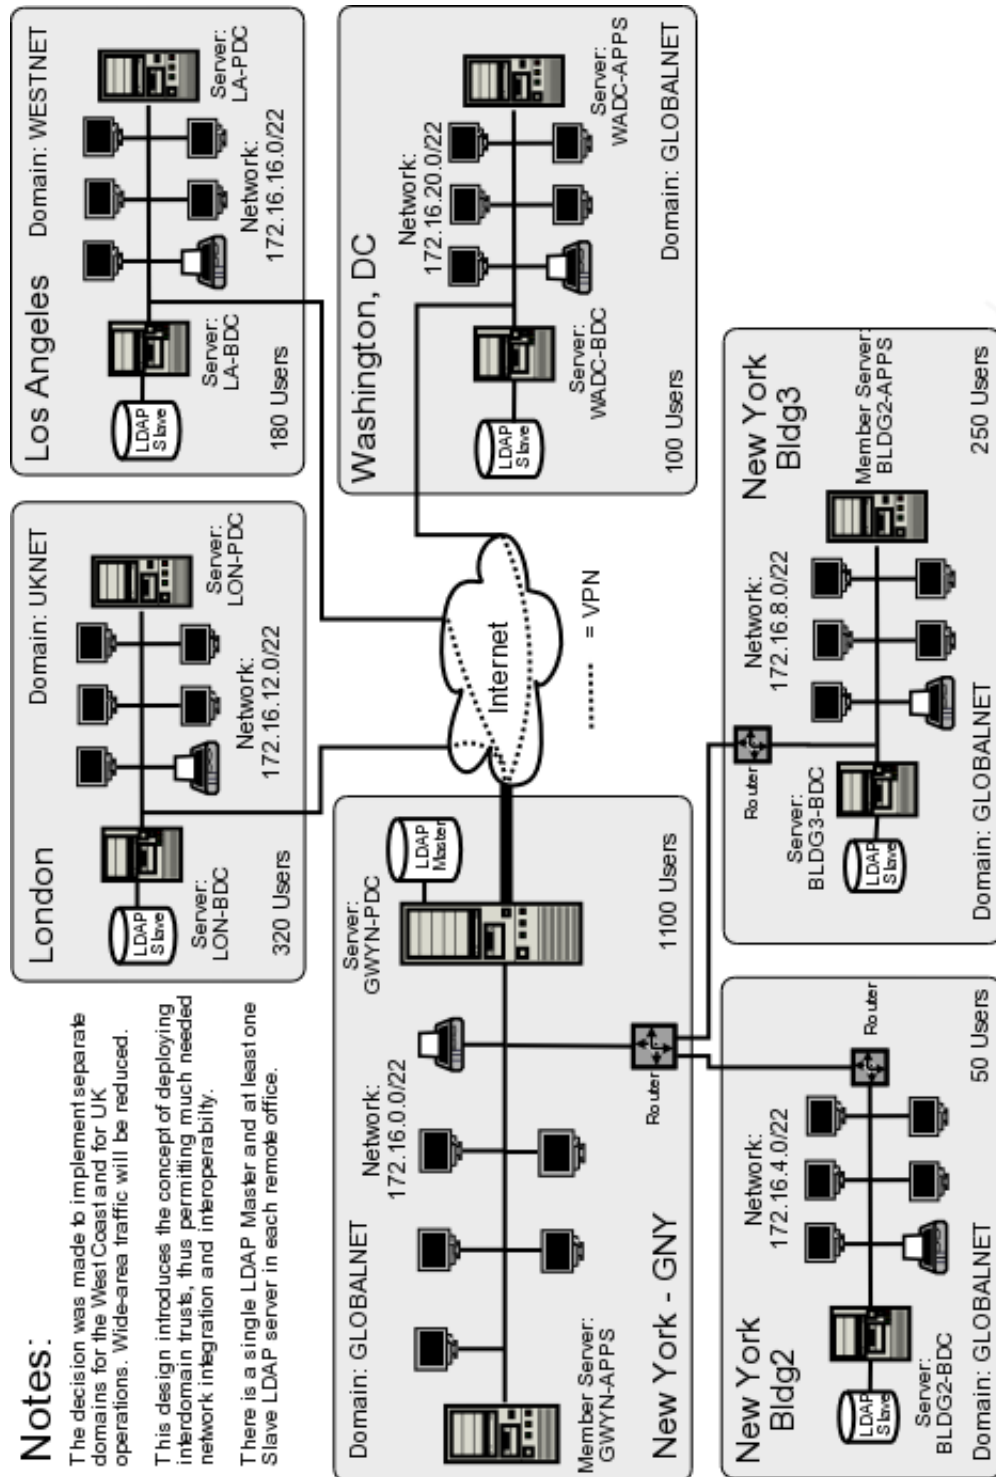 Notes:
The decision was made to implement separate
domains for the West Coast and for UK
operations. Wide-area traffic will be reduced.
This design introduces the concept of deploying
interdomain trusts, thus permitting much needed
network integration and interoperabilty.
There is a single LDAP Master and at least one
Slave LDAP server in each remote office.
London
Domain: UKNET
LDAP
Slave
Server:
LON-BDC
Network:
172.16.12.0/22
Server:
LON-PDC
320 Users
Los Angeles
Domain: WESTNET
LDAP
Slave
Server:
LA-BDC
Network:
172.16.16.0/22
Server:
LA-PDC
180 Users
Washington, DC
Network:
172.16.20.0/22
LDAP
Slave
Server:
WADC-BDC
Server:
WADC-APPS
100 Users
Domain: GLOBALNET
Internet
= VPN
Domain: GLOBALNET
Network:
172.16.0.0/22
Server:
GWYN-PDC
LDAP
Master
Member Server:
GWYN-APPS
Router
New York - GNY
1100 Users
New York
Bldg2
Network:
172.16.4.0/22
Router
LDAP
Slave
Server:
BLDG2-BDC
Domain: GLOBALNET
50 Users
New York
Bldg3
Router
Network:
172.16.8.0/22
Server:
BLDG3-BDC
LDAP
Slave
Member Server:
BLDG2-APPS
Domain: GLOBALNET
250 Users